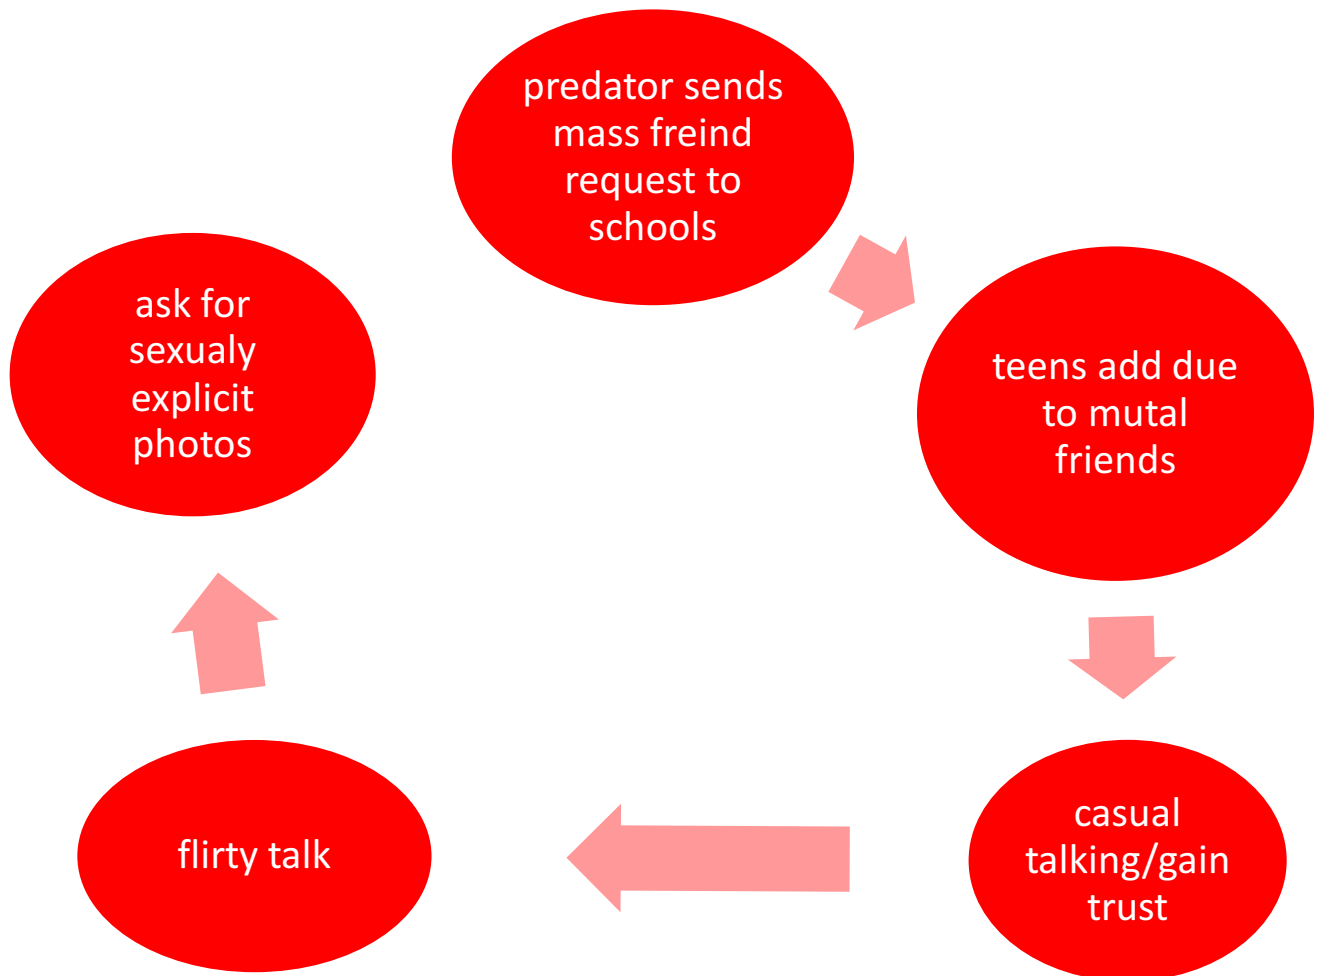 predator sends
mass freind
request to
schools
teens add due
to mutal
friends
casual
talking/gain
trust
flirty talk
ask for
sexualy
explicit
photos